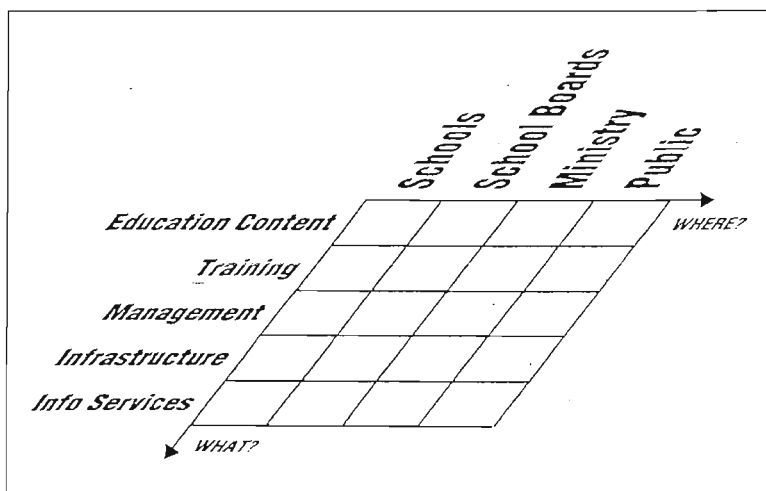 Schools
School Boards
Ministry
Public
WHERE?
Education Content
Training
Management
Infrastructure
Info Services
WHAT?